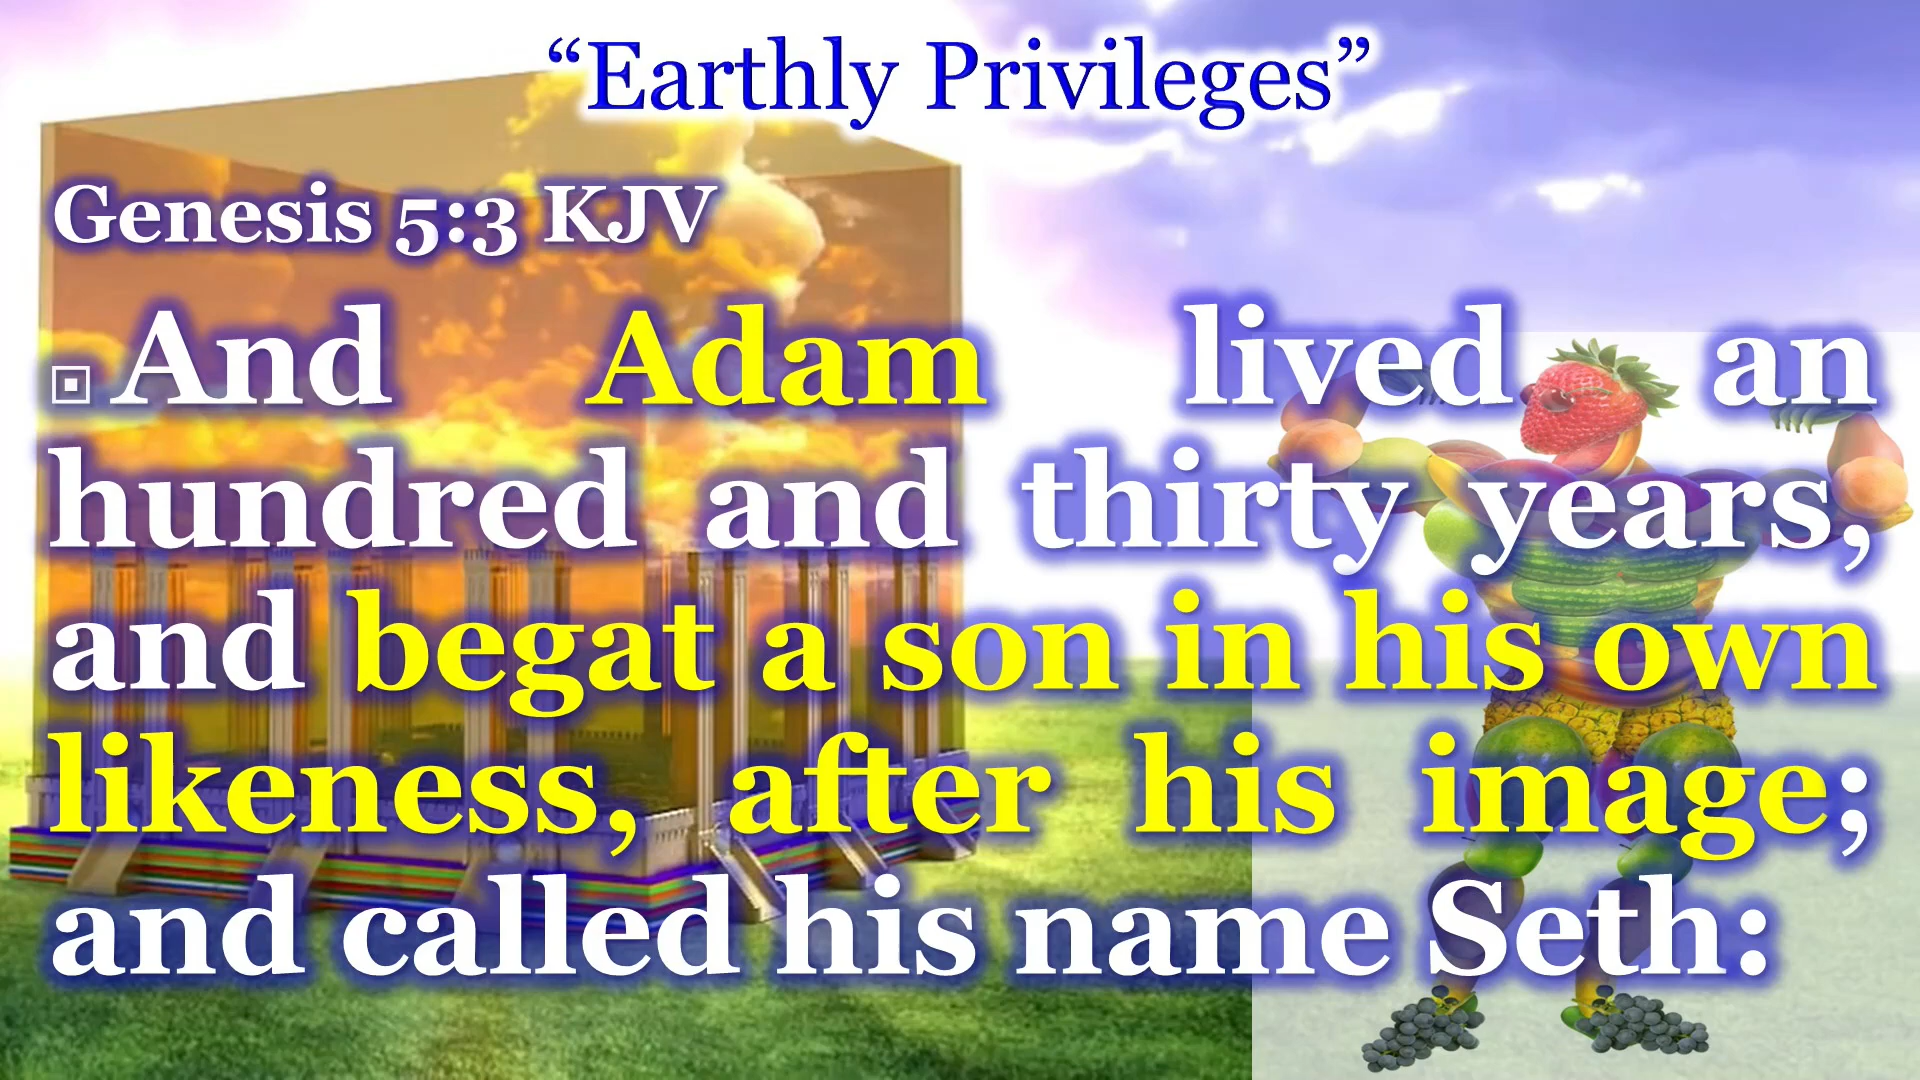 “Earthly Privileges”
Genesis 5:3 KJV
And Adam lived an
hundred and thirty years,
and begat a son in his own
likeness, after his image;
and called his name Seth: